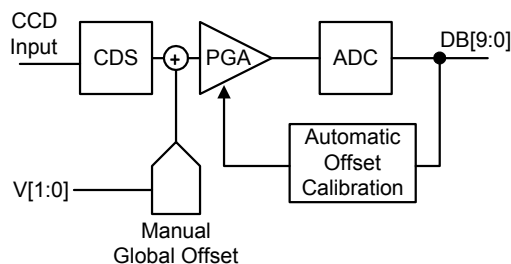 CCD
Input
CDS
+
PGA
ADC
DB[9:0]
Automatic
Offset
Calibration
V[1:0]
Manual
Global Offset